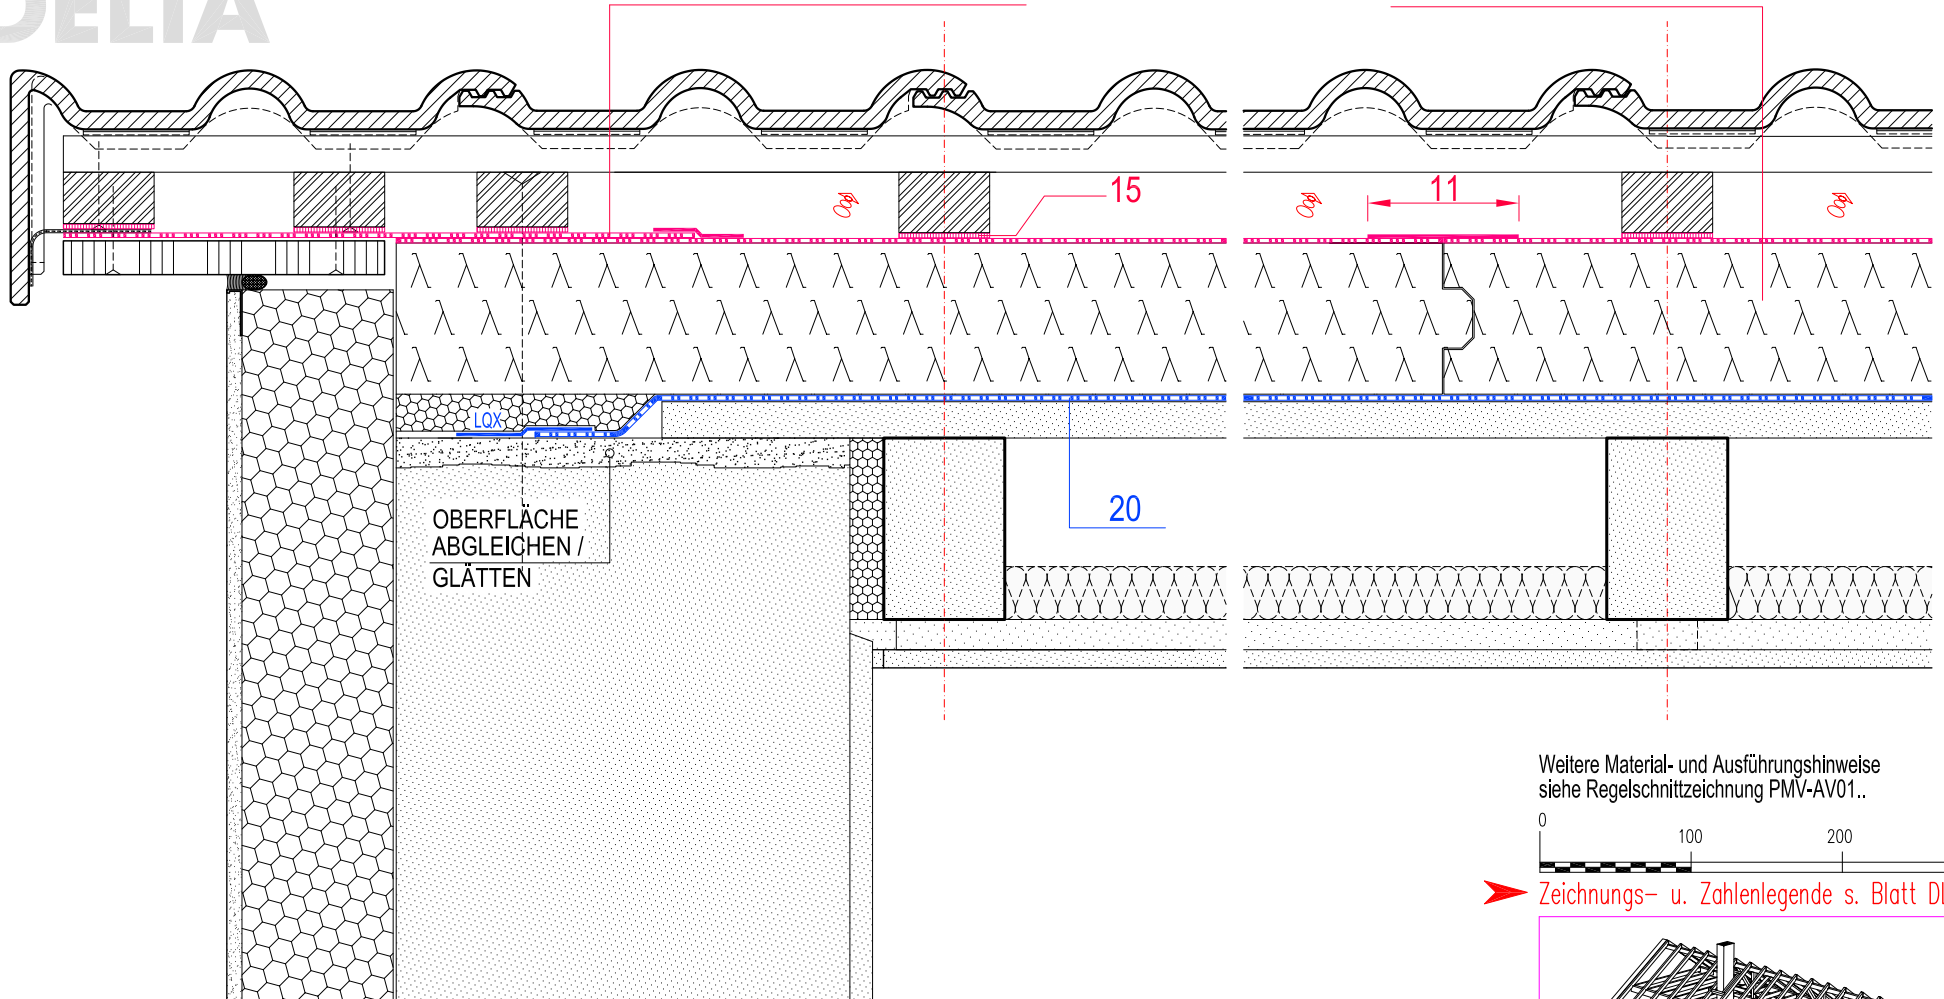 DELTA
15
11
LQX
20
OBERFLÄCHE
ABGLEICHEN /
GLÄTTEN
Weitere Material- und Ausführungshinweise
siehe Regelschnittzeichnung PMV-AV01..
0
100
200
Zeichnungs- u. Zahlenlegende s. Blatt